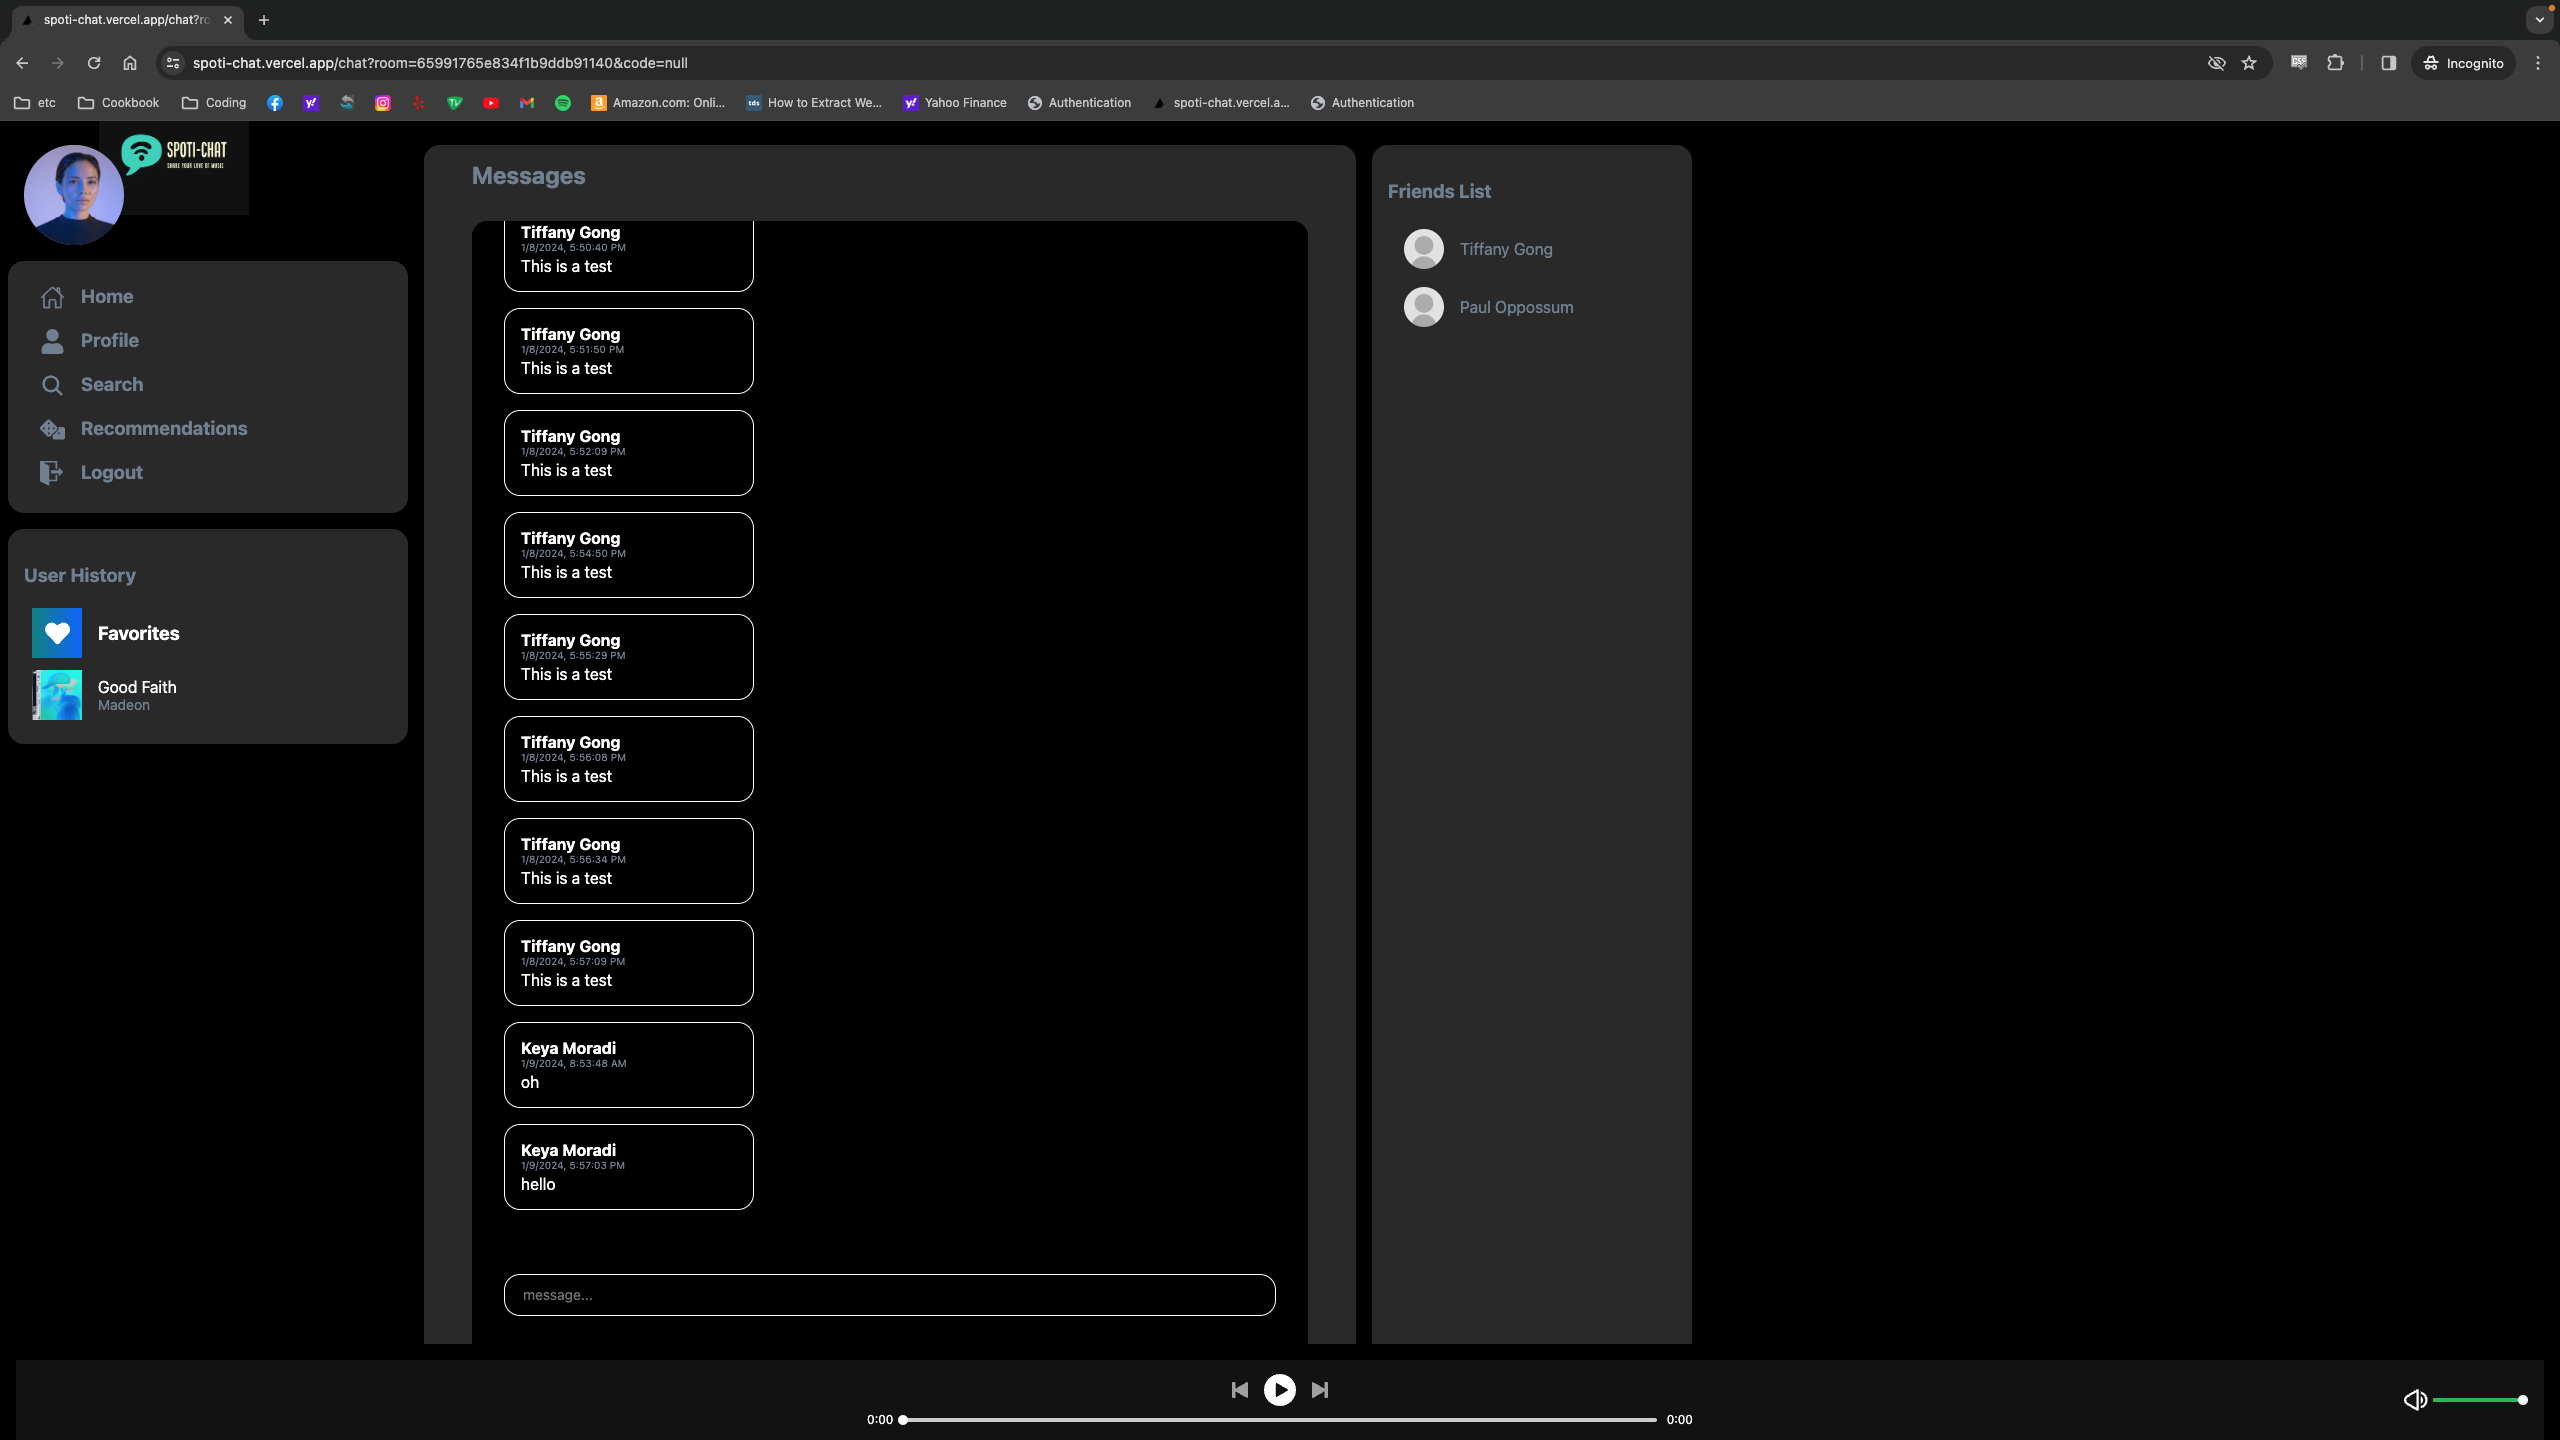 spoti-chat.vercel.app/chat?ro
spoti-chat.vercel.app/chat?room=65991765e834f1b9ddb91140&code=null
Incognito
etc
Cookbook
Coding
Amazon.com: Onli...
How to Extract We...
Yahoo Finance
Authentication
spoti-chat.vercel.a...
Authentication
SPOTI-CHAT
SHARE YOUR LOVE OF MUSIC
Home
Profile
Search
Recommendations
Logout
User History
Favorites
Good Faith
Madeon
Messages
Tiffany Gong
1/8/2024, 5:50:40 PM
This is a test
Tiffany Gong
1/8/2024, 5:51:50 PM
This is a test
Tiffany Gong
1/8/2024, 5:52:09 PM
This is a test
Tiffany Gong
1/8/2024, 5:54:50 PM
This is a test
Tiffany Gong
1/8/2024, 5:55:29 PM
This is a test
Tiffany Gong
1/8/2024, 5:56:08 PM
This is a test
Tiffany Gong
1/8/2024, 5:56:34 PM
This is a test
Tiffany Gong
1/8/2024, 5:57:09 PM
This is a test
Keya Moradi
1/9/2024, 8:53:48 AM
oh
Keya Moradi
1/9/2024, 5:57:03 PM
hello
message...
Friends List
Tiffany Gong
Paul Oppossum
0:00
0:00